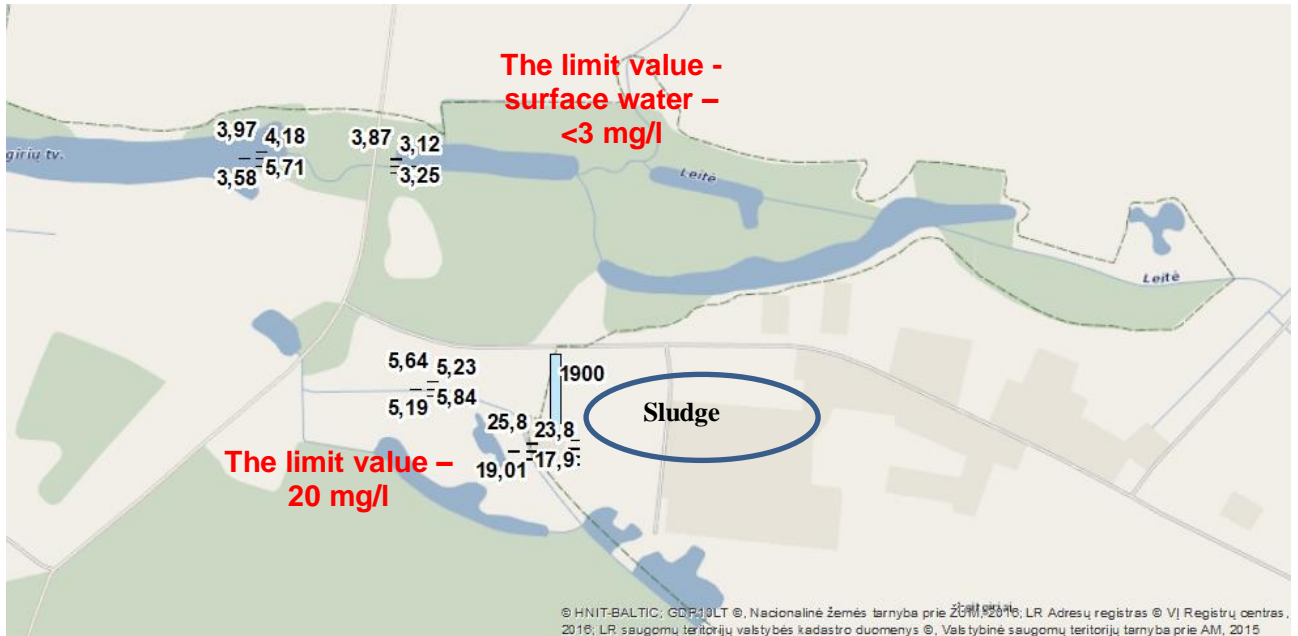 The limit value -
surface water –
<3 mg/l
3,97
4,18
3,87
3,12
girių tv.
3,58
5,71
3,25
Leitė
Leitė
5,64
5,23
1900
5,19
5,84
Sludge
25,8
23,8
The limit value –
20 mg/l
19,01
17,9
© HNIT-BALTIC; GDR10LT ©, Nacionalinė žemės tarnyba prie ŽŪM, 2016; LR Adresų registras © VĮ Registrų centras,
2016; LR saugomų teritorijų valstybės kadastro duomenys ©, Valstybinė saugomų teritorijų tarnyba prie AM, 2015